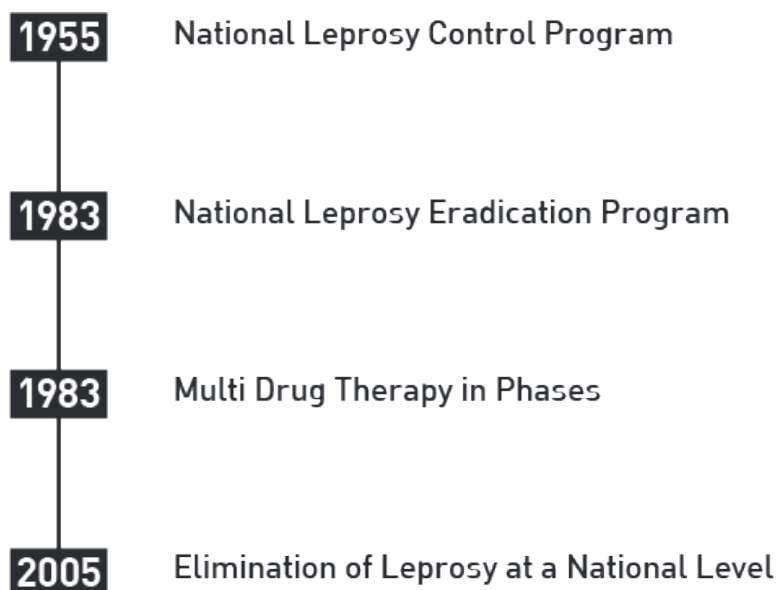 1955 National Leprosy Control Program
1983 National Leprosy Eradication Program
1983 Multi Drug Therapy in Phases
2005 Elimination of Leprosy at a National Level